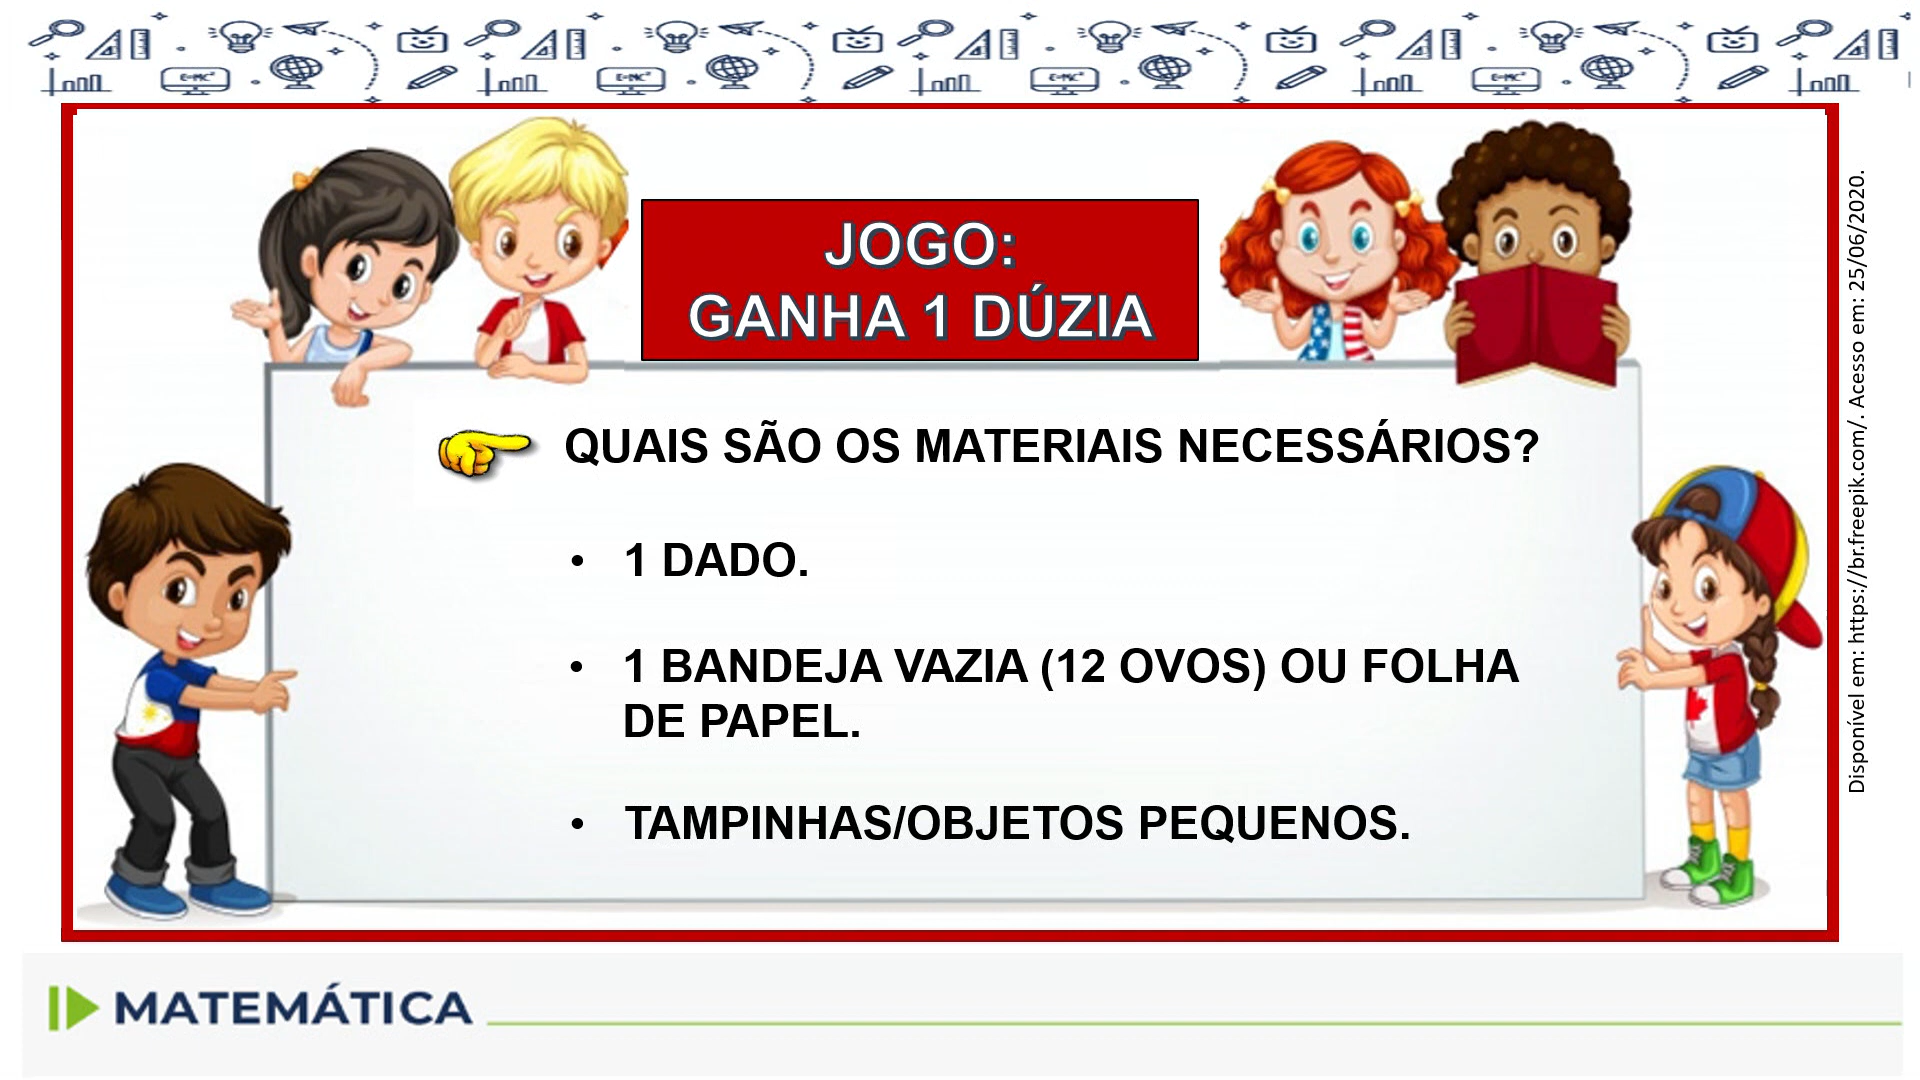 JOGO:
GANHA 1 DÚZIA
QUAIS SÃO OS MATERIAIS NECESSÁRIOS?
• 1 DADO.
• 1 BANDEJA VAZIA (12 OVOS) OU FOLHA
DE PAPEL.
• TAMPINHAS/OBJETOS PEQUENOS.
Disponível em: https://br.freepik.com/. Acesso em: 25/06/2020.
MATEMÁTICA